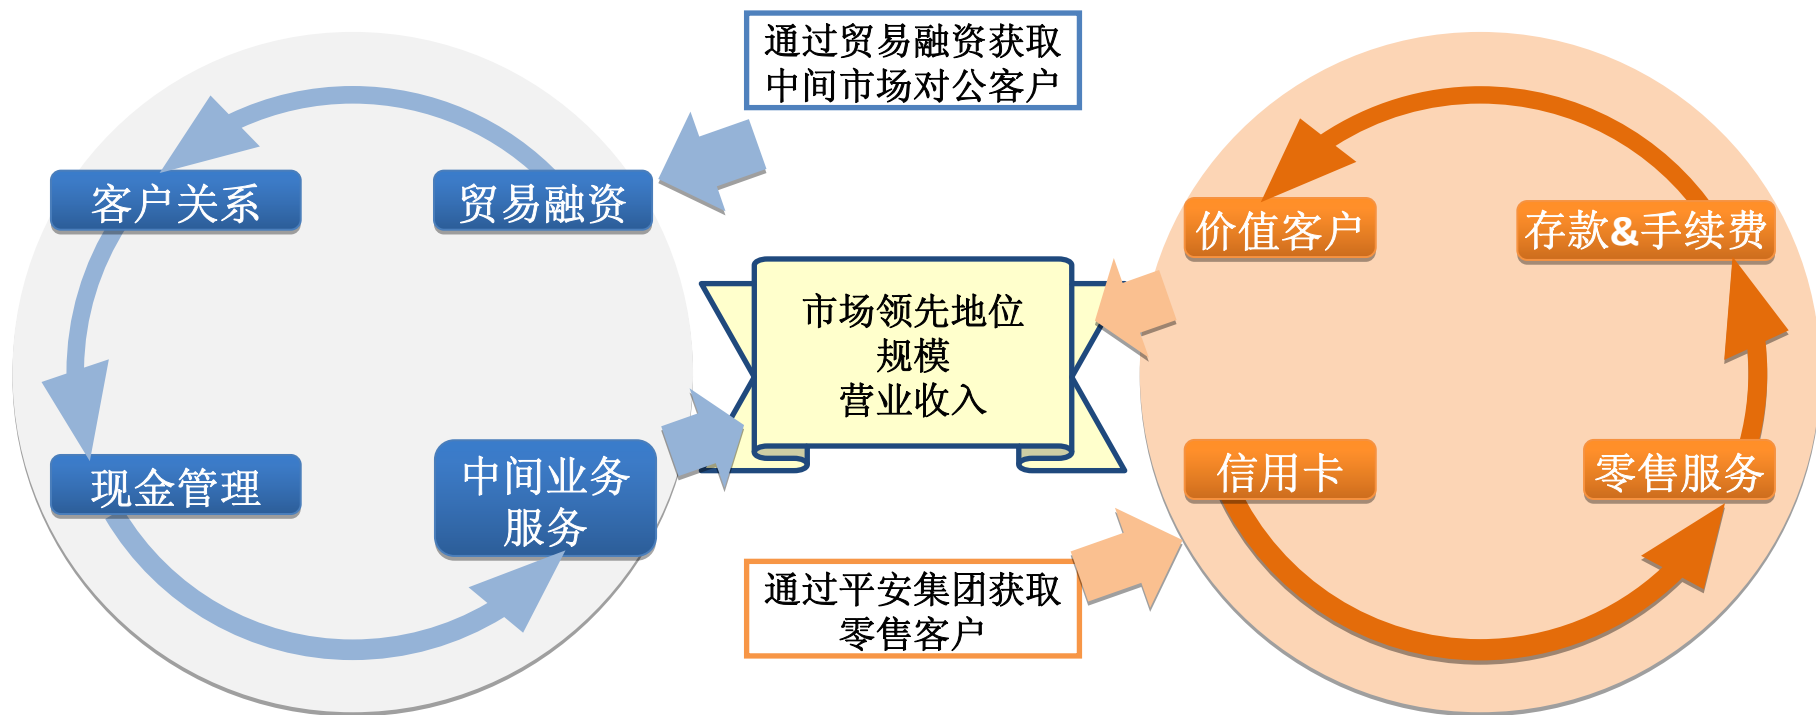 通过贸易融资获取
中间市场对公客户
客户关系
贸易融资
现金管理
中间业务
服务
市场领先地位
规模
营业收入
价值客户
存款&手续费
信用卡
零售服务
通过平安集团获取
零售客户